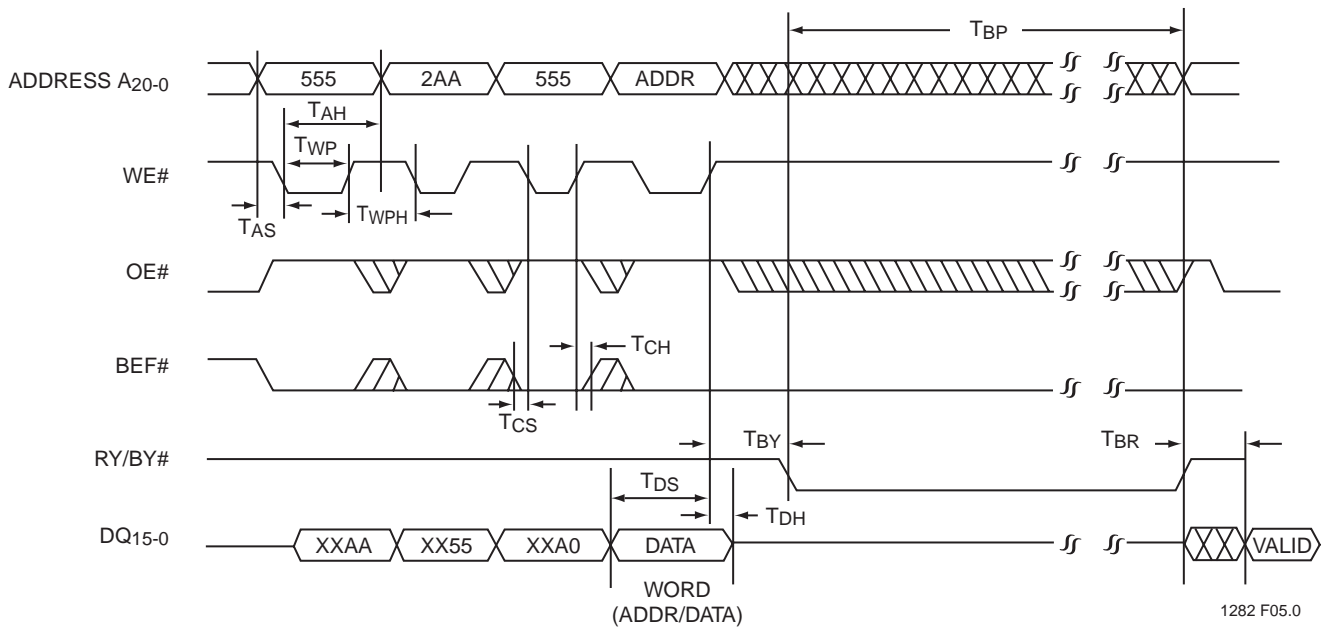 TBP
ADDRESS A20-0
555
2AA
555
ADDR
TAH
TWP
WE#
TWPH
TAS
OE#
TCH
BEF#
TCS
TBY
TBR
RY/BY#
TDS
TDH
DQ15-0
XXAA
XX55
XXA0
DATA
VALID
WORD
(ADDR/DATA)
1282 F05.0